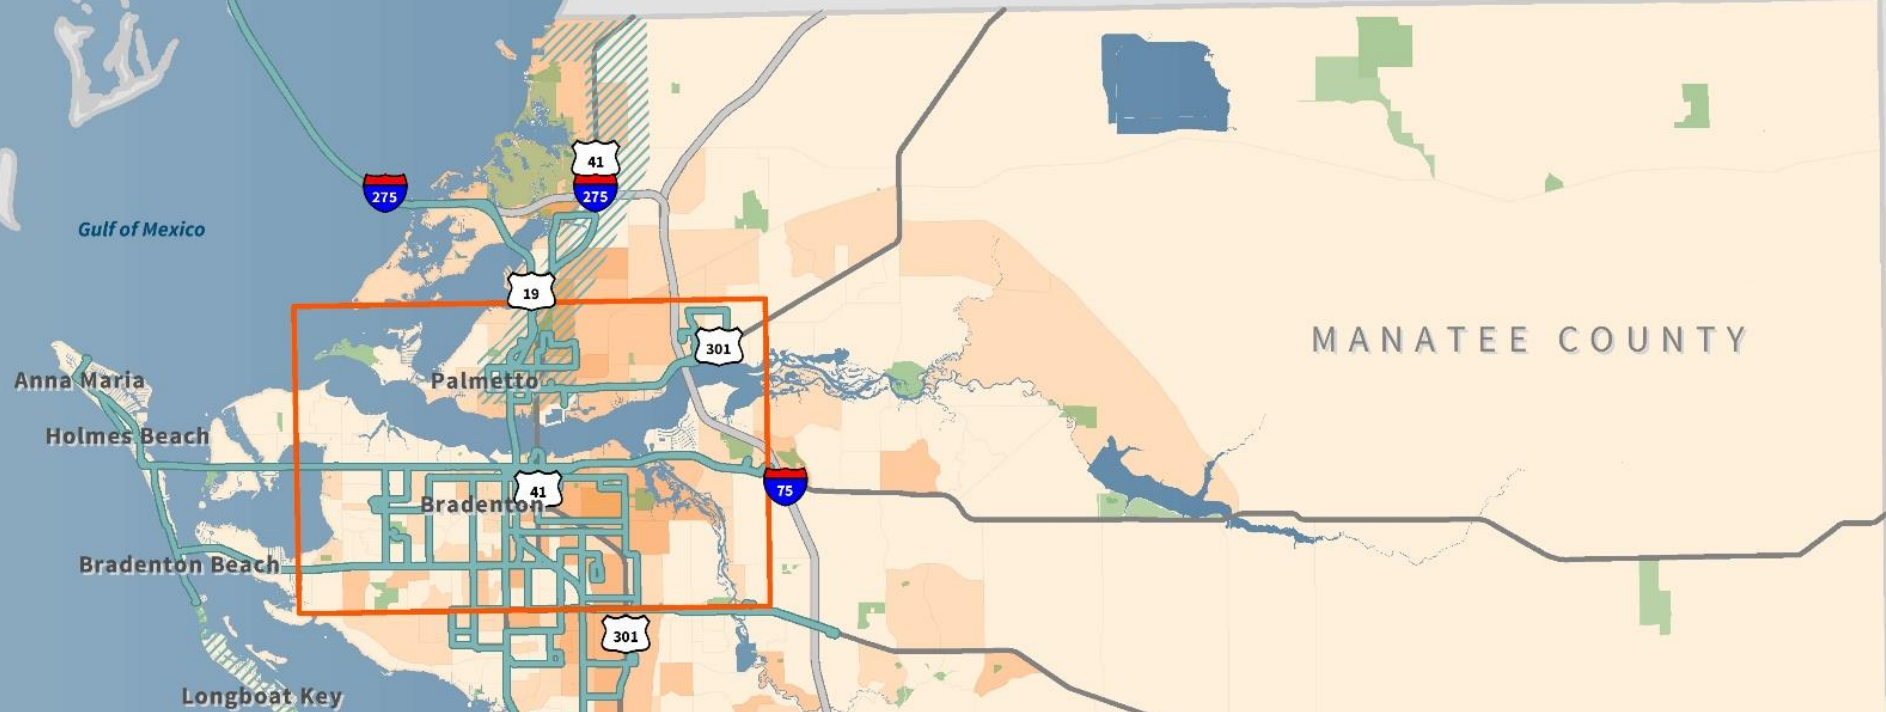 41
275
275
Gulf of Mexico
19
301
MANATEE COUNTY
Anna Maria
Palmetto
Holmes Beach
41
75
Bradenton
Bradenton Beach
301
Longboat Key